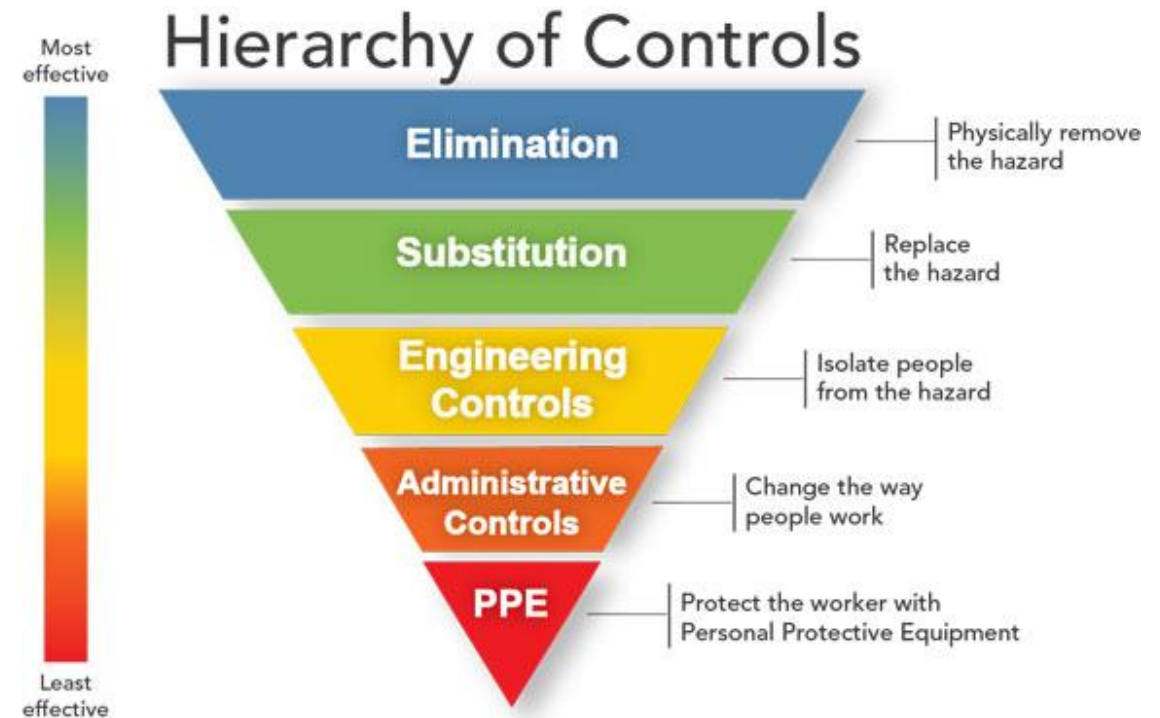 Hierarchy of Controls
Most
effective
Elimination
Physically remove
the hazard
Substitution
Replace
the hazard
Engineering
Controls
Isolate people
from the hazard
Administrative
Controls
Change the way
people work
PPE
Protect the worker with
Personal Protective Equipment
Least
effective